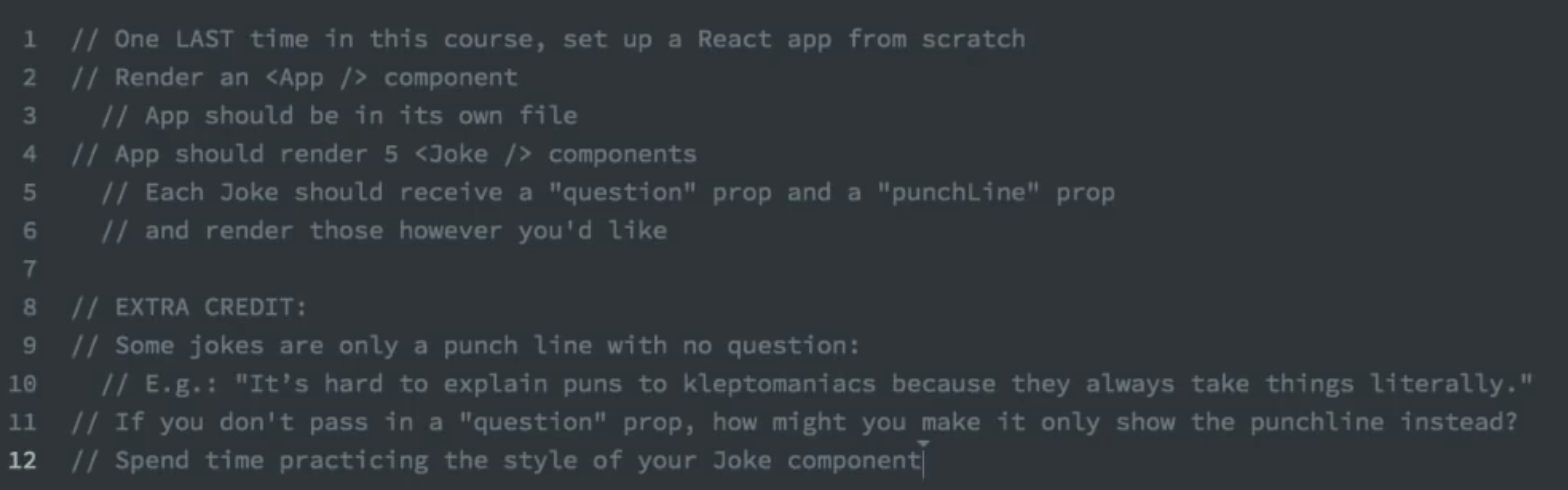 1 // One LAST time in this course, set up a React app from scratch
2 // Render an <App /> component
3 // App should be in its own file
4 // App should render 5 <Joke /> components
5 // Each Joke should receive a "question" prop and a "punchLine" prop
6 // and render those however you'd like
7
8 // EXTRA CREDIT:
9 // Some jokes are only a punch line with no question:
10 // E.g.: "It’s hard to explain puns to kleptomaniacs because they always take things literally."
11 // If you don't pass in a "question" prop, how might you make it only show the punchline instead?
12 // Spend time practicing the style of your Joke component